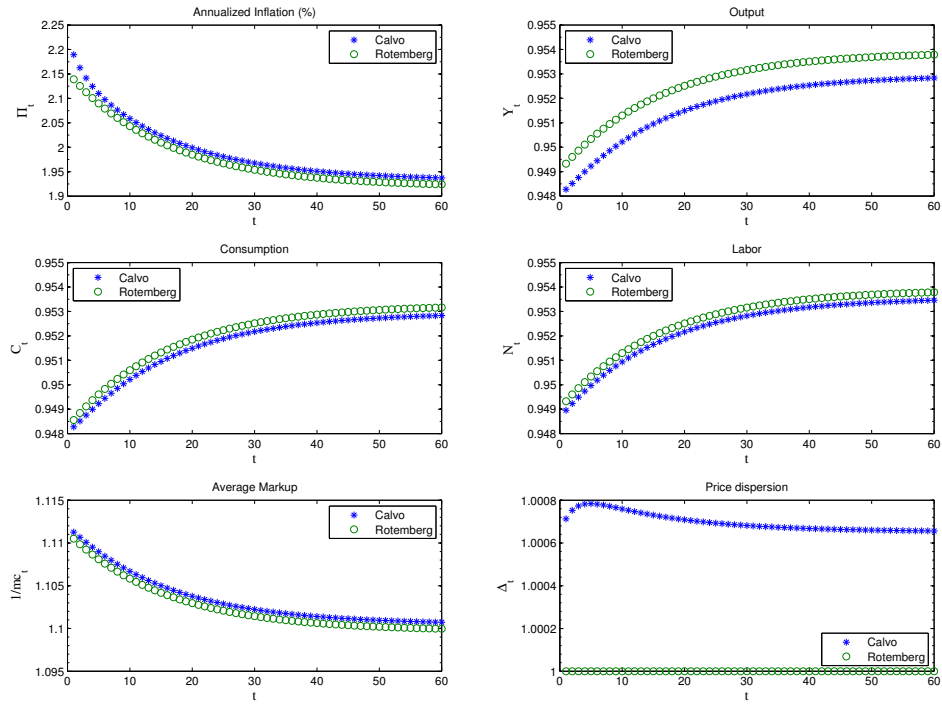 Annualized Inflation (%)
2.25
2.2
2.15
2.1
2.05
2
1.95
1.9
Π_t
Calvo
Rotemberg
0 10 20 30 40 50 60
t
Output
0.955
0.954
0.953
0.952
0.951
0.95
0.949
0.948
Y_t
Calvo
Rotemberg
0 10 20 30 40 50 60
t
Consumption
0.955
0.954
0.953
0.952
0.951
0.95
0.949
0.948
C_t
Calvo
Rotemberg
0 10 20 30 40 50 60
t
Labor
0.955
0.954
0.953
0.952
0.951
0.95
0.949
0.948
N_t
Calvo
Rotemberg
0 10 20 30 40 50 60
t
Average Markup
1.115
1.11
1.105
1.1
1.095
1/mc_t
Calvo
Rotemberg
0 10 20 30 40 50 60
t
Price dispersion
1.0008
1.0006
1.0004
1.0002
1
Δ_t
Calvo
Rotemberg
0 10 20 30 40 50 60
t